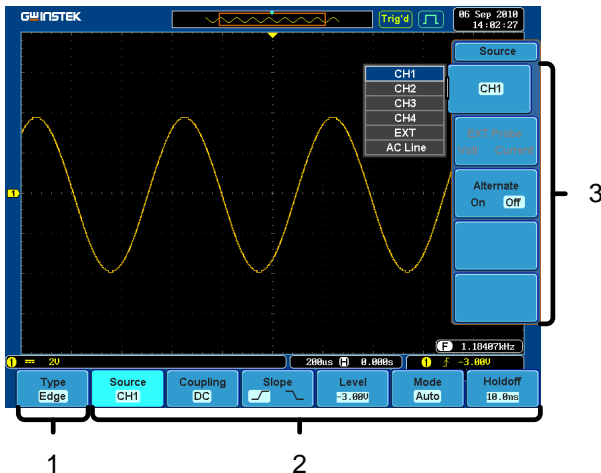 GWINSTEK
Trig'd
06 Sep 2010
14:02:27
Source
CH1
CH1
CH2
CH3
CH4
EXT
AC Line
EXT Probe
Current
Alternate
On Off
3
1
F 1.18407kHz
1 2V
200us H 0.000s
1 -3.00V
Type
Edge
Source
CH1
Coupling
DC
Slope
Level
-3.00V
Mode
Auto
Holdoff
10.0ns
1
2